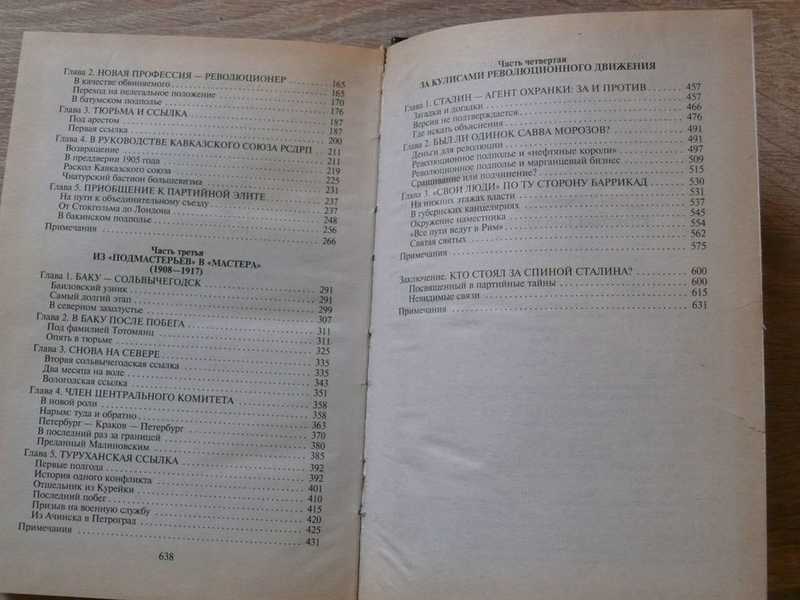 Глава 2. НОВАЯ ПРОФЕССИЯ — РЕВОЛЮЦИОНЕР ........ 165
В качестве обвиняемого ........ 165
Переход на нелегальное положение ........ 170
В батумском подполье ........ 176
Глава 3. ТЮРЬМА И ССЫЛКА ........ 187
Под арестом ........ 187
Первая ссылка ........ 200
Глава 4. В РУКОВОДСТВЕ КАВКАЗСКОГО СОЮЗА РСДРП ........ 211
Возвращение ........ 211
В преддверии 1905 года ........ 219
Раскол Кавказского союза ........ 225
Чиатурский бастион большевизма ........ 231
Глава 5. ПРИОБЩЕНИЕ К ПАРТИЙНОЙ ЭЛИТЕ ........ 237
На пути к объединительному съезду ........ 237
От Стокгольма до Лондона ........ 248
В бакинском подполье ........ 256
Примечания ........ 266
Часть третья
ИЗ «ПОДМАСТЕРЬЕВ» В «МАСТЕРА»
(1908—1917)
Глава 1. БАКУ — СОЛЬВЫЧЕГОДСК ........ 291
Баиловский узник ........ 291
Самый долгий этап ........ 299
В северном захолустье ........ 307
Глава 2. В БАКУ ПОСЛЕ ПОБЕГА ........ 311
Под фамилией Тотомянц ........ 311
Опять в тюрьме ........ 325
Глава 3. СНОВА НА СЕВЕРЕ ........ 335
Вторая сольвычегодская ссылка ........ 335
Два месяца на воле ........ 343
Вологодская ссылка ........ 351
Глава 4. ЧЛЕН ЦЕНТРАЛЬНОГО КОМИТЕТА ........ 358
В новой роли ........ 358
Нарым: туда и обратно ........ 363
Петербург — Краков — Петербург ........ 370
В последний раз за границей ........ 380
Преданный Малиновским ........ 385
Глава 5. ТУРУХАНСКАЯ ССЫЛКА ........ 392
Первые полгода ........ 392
История одного конфликта ........ 401
Отшельник из Курейки ........ 410
Последний побег ........ 415
Призыв на военную службу ........ 420
Из Ачинска в Петроград ........ 425
Примечания ........ 431
638
Часть четвертая
ЗА КУЛИСАМИ РЕВОЛЮЦИОННОГО ДВИЖЕНИЯ
Глава 1. СТАЛИН — АГЕНТ ОХРАНКИ: ЗА И ПРОТИВ ........ 457
Загадки и догадки ........ 457
Версия не подтверждается ........ 466
Где искать объяснения ........ 476
Глава 2. БЫЛ ЛИ ОДИНОК САВВА МОРОЗОВ? ........ 491
Деньги для революции ........ 491
Революционное подполье и «нефтяные короли» ........ 497
Революционное подполье и марганцевый бизнес ........ 509
Сращивание или подчинение? ........ 515
Глава 3. «СВОИ ЛЮДИ» ПО ТУ СТОРОНУ БАРРИКАД ........ 530
На нижних этажах власти ........ 531
В губернских канцеляриях ........ 537
Окружение наместника ........ 545
«Все пути ведут в Рим» ........ 554
Святая святых ........ 562
Примечания ........ 575
Заключение. КТО СТОЯЛ ЗА СПИНОЙ СТАЛИНА? ........ 600
Посвященный в партийные тайны ........ 600
Невидимые связи ........ 615
Примечания ........ 631